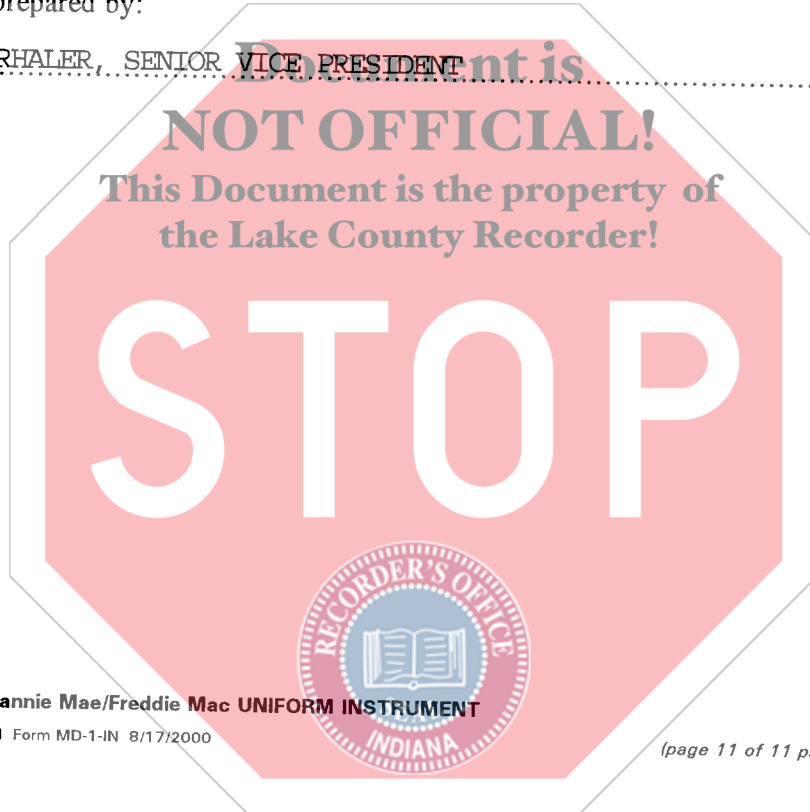 prepared by:
RHALER, SENIOR VICE PRESIDENT
Document is
NOT OFFICIAL!
This Document is the property of
the Lake County Recorder!
STOP
RECORDER'S OFFICE
annie Mae/Freddie Mac UNIFORM INSTRUMENT
Form MD-1-IN 8/17/2000
INDIANA
(page 11 of 11 p